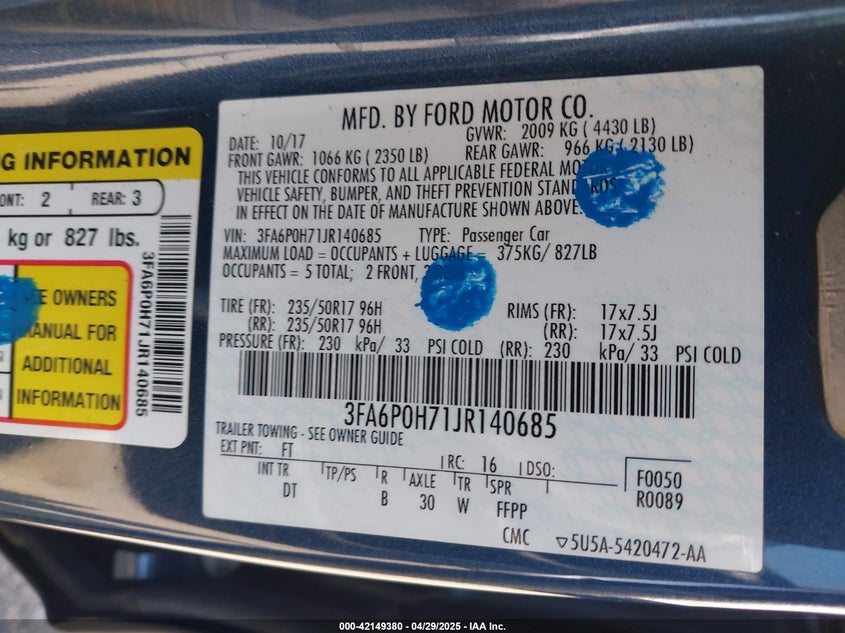 G INFORMATION
ONT: 2 REAR: 3
kg or 827 lbs.
EE OWNERS
MANUAL FOR
ADDITIONAL
INFORMATION
3FA6P0H71JR140685
MFD. BY FORD MOTOR CO.
DATE: 10/17 GVWR: 2009 KG ( 4430 LB)
FRONT GAWR: 1066 KG ( 2350 LB) REAR GAWR: 966 KG ( 2130 LB)
THIS VEHICLE CONFORMS TO ALL APPLICABLE FEDERAL MO
VEHICLE SAFETY, BUMPER, AND THEFT PREVENTION STANDARDS
IN EFFECT ON THE DATE OF MANUFACTURE SHOWN ABOVE.
VIN: 3FA6P0H71JR140685 TYPE: Passenger Car
MAXIMUM LOAD = OCCUPANTS + LUGGAGE = 375KG/ 827LB
OCCUPANTS = 5 TOTAL; 2 FRONT,
TIRE (FR): 235/50R17 96H RIMS (FR): 17x7.5J
(RR): 235/50R17 96H (RR): 17x7.5J
PRESSURE (FR): 230 kPa/ 33 PSI COLD (RR): 230 kPa/ 33 PSI COLD
3FA6P0H71JR140685
TRAILER TOWING - SEE OWNER GUIDE
EXT PNT: FT RC: 16 DSO: F0050
INT TR TP/PS R AXLE TR SPR R0089
DT B 30 W FFPP
CMC ▽5U5A-5420472-AA
000-42149380 - 04/29/2025 - IAA Inc.